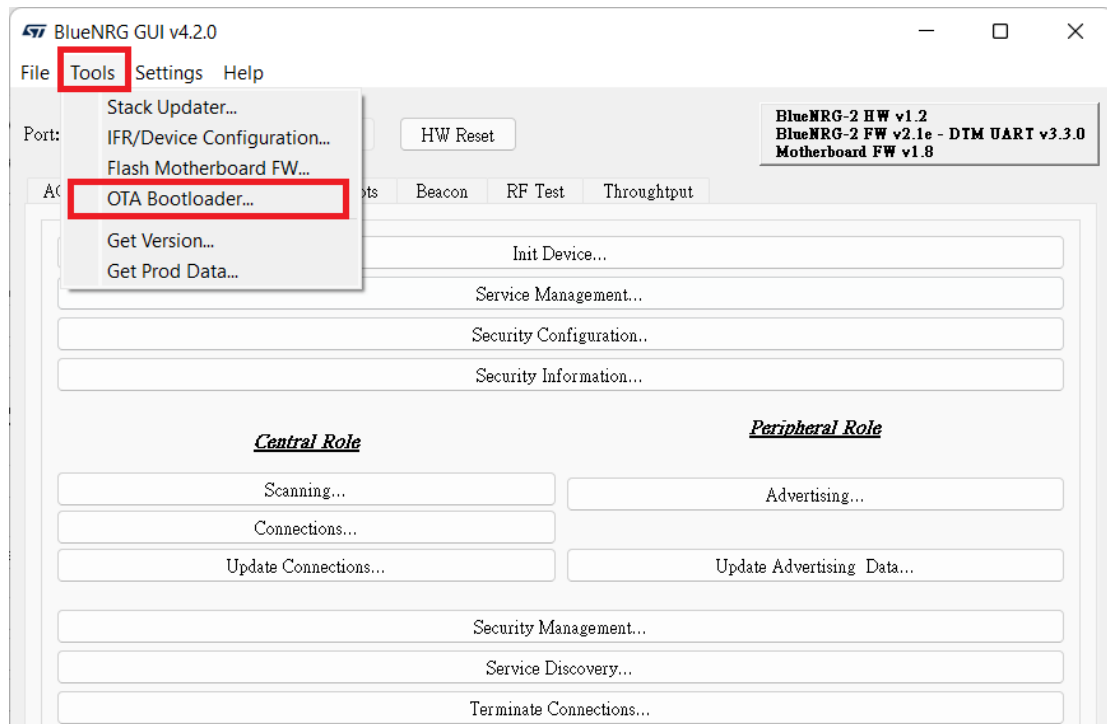 BlueNRG GUI v4.2.0
File Tools Settings Help
Stack Updater...
IFR/Device Configuration...
Flash Motherboard FW...
OTA Bootloader...
Get Version...
Get Prod Data...
Port:
HW Reset
BlueNRG-2 HW v1.2
BlueNRG-2 FW v2.1e - DTM UART v3.3.0
Motherboard FW v1.8
Beacon RF Test Throughtput
Init Device...
Service Management...
Security Configuration..
Security Information...
Central Role
Peripheral Role
Scanning...
Advertising...
Connections...
Update Connections...
Update Advertising Data...
Security Management...
Service Discovery...
Terminate Connections...